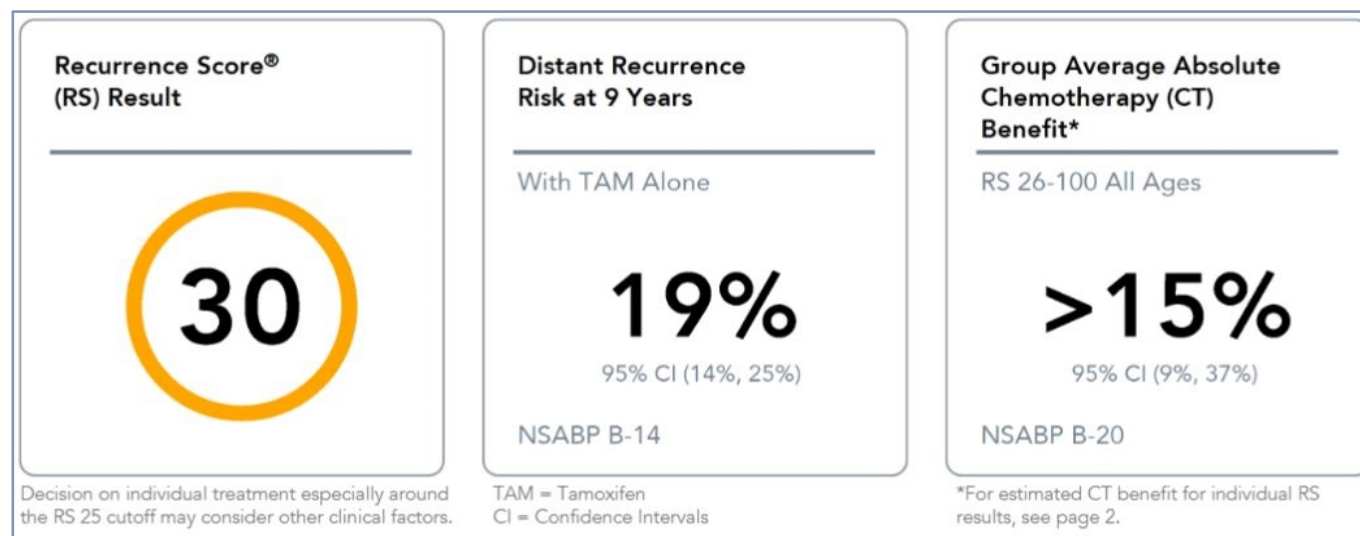 Recurrence Score®
(RS) Result
30
Decision on individual treatment especially around
the RS 25 cutoff may consider other clinical factors.
Distant Recurrence
Risk at 9 Years
With TAM Alone
19%
95% CI (14%, 25%)
NSABP B-14
TAM = Tamoxifen
CI = Confidence Intervals
Group Average Absolute
Chemotherapy (CT)
Benefit*
RS 26-100 All Ages
>15%
95% CI (9%, 37%)
NSABP B-20
*For estimated CT benefit for individual RS
results, see page 2.